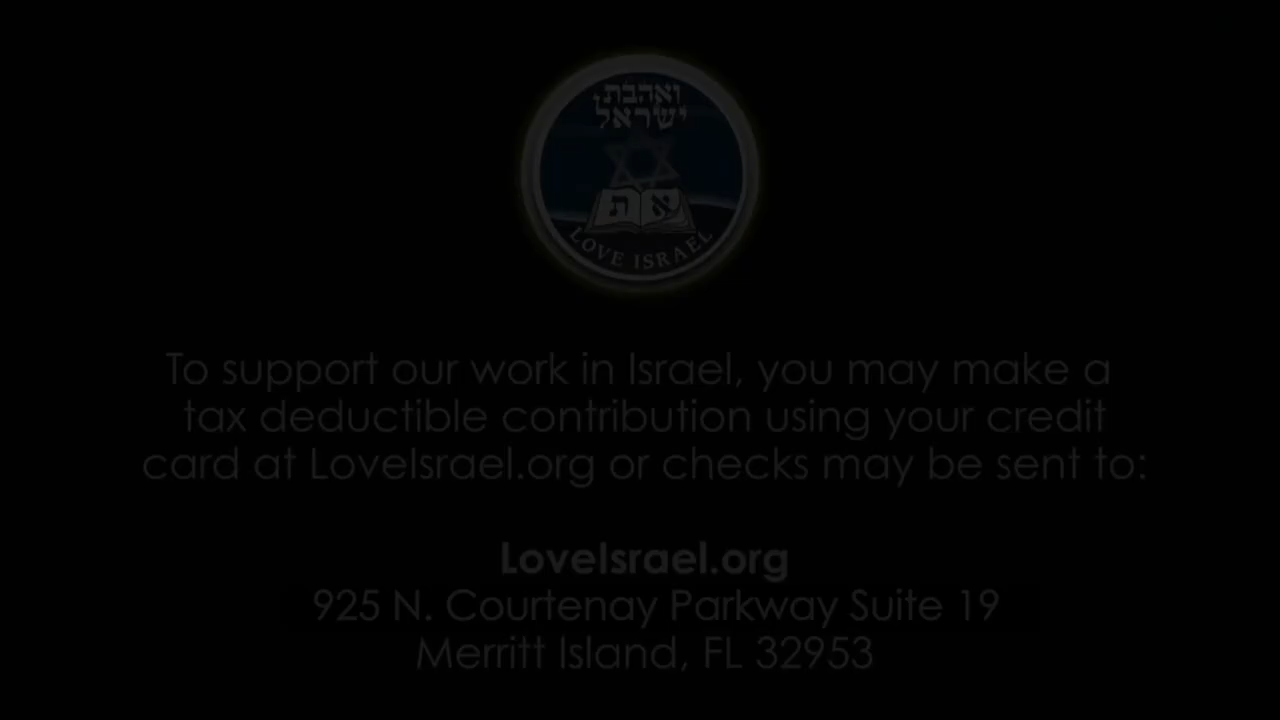 ואהבת
ישראל
ת א
LOVE ISRAEL
To support our work in Israel, you may make a
tax deductible contribution using your credit
card at LoveIsrael.org or checks may be sent to:
LoveIsrael.org
925 N. Courtenay Parkway Suite 19
Merritt Island, FL 32953